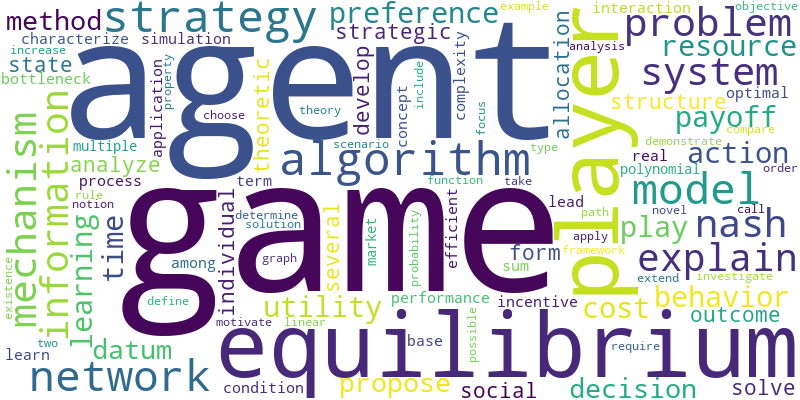 method
strategy
preference
example
interaction
objective
characterize
simulation
strategic
player
problem
increase
state
bottleneck
agent
property
application
theoretic
develop
concept
include
complexity
focus
allocation
analysis
resource
choose
theory
scenario
type
system
structure
optimal
payoff
demonstrate
compare
mechanism
information
multiple
analyze
learning
process
rule
notion
time
term
algorithm
function
take
real
action
polynomial
order
model
novel
call
path
game
individual
determine
solution
among
graph
several
market
probability
efficient
lead
form
sum
play
nash
apply
framework
explain
extend
investigate
existence
define
utility
performance
incentive
cost
behavior
two
datum
motivate
linear
base
possible
equilibrium
require
outcome
learn
network
condition
propose
social
decision
solve